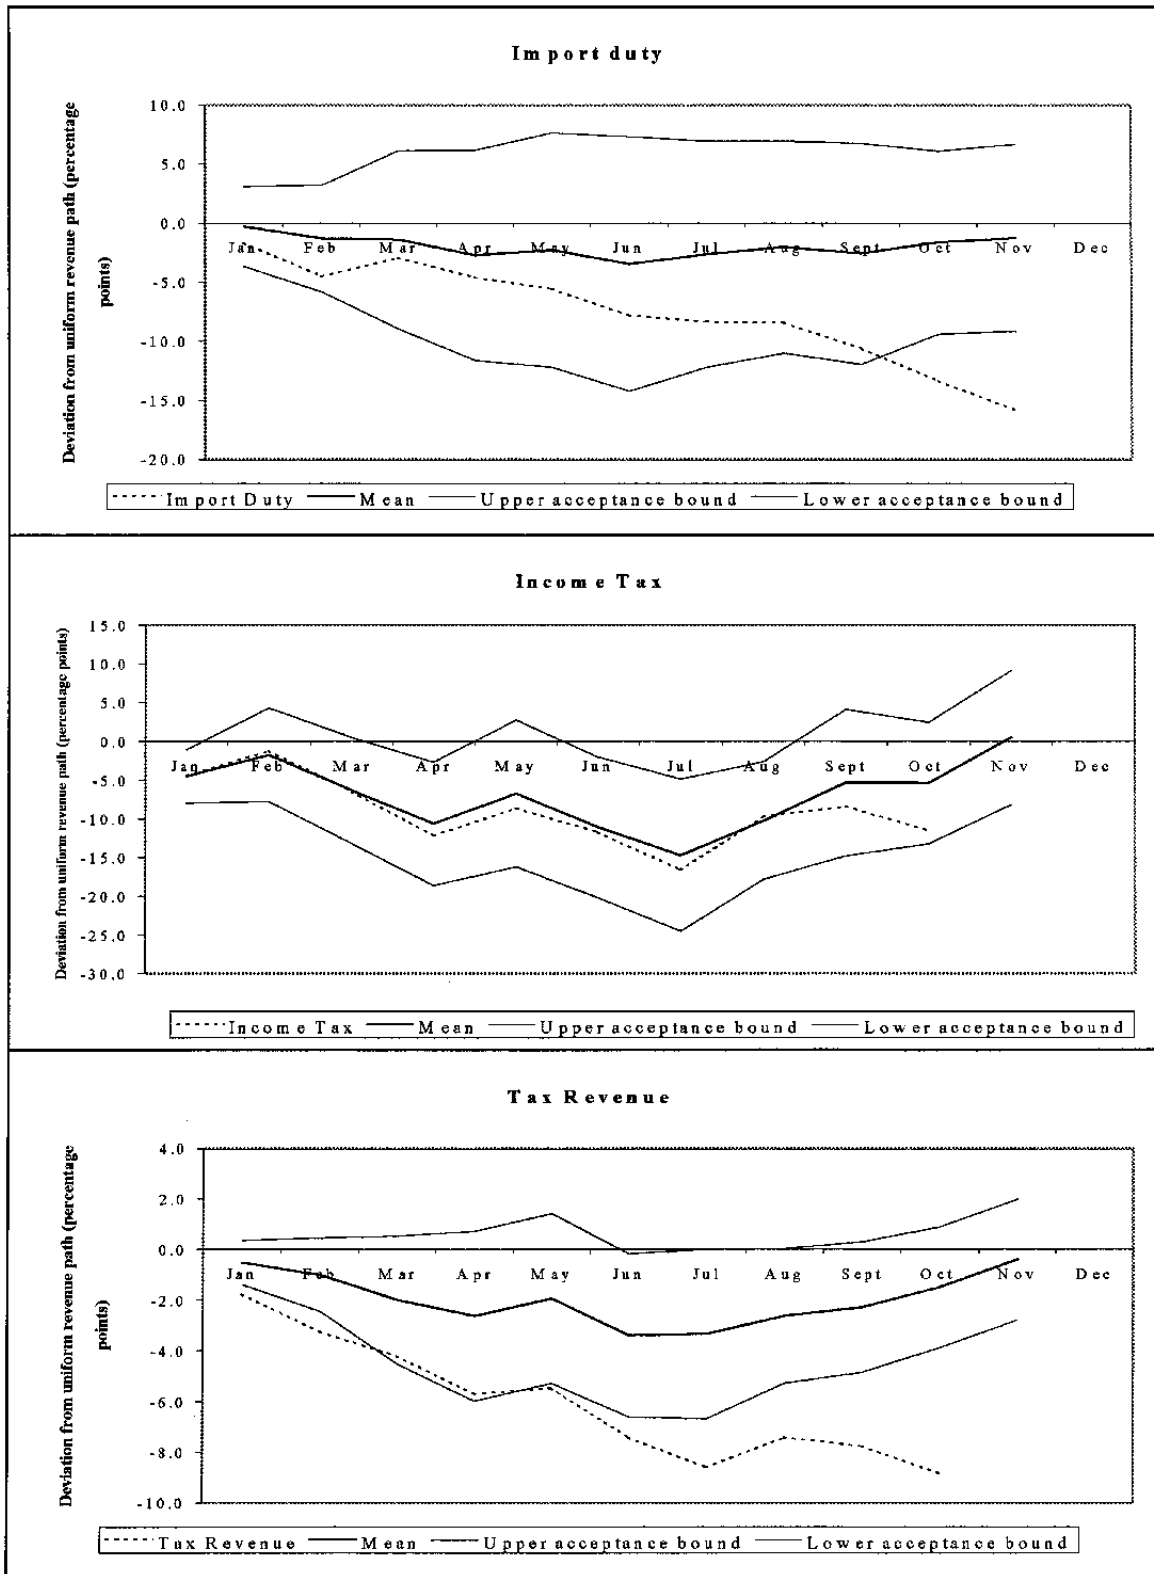 Import duty
Deviation from uniform revenue path (percentage
points)
10.0
5.0
0.0
-5.0
-10.0
-15.0
-20.0
Jan Feb Mar Apr May Jun Jul Aug Sept Oct Nov Dec
Import Duty Mean Upper acceptance bound Lower acceptance bound
Income Tax
Deviation from uniform revenue path (percentage points)
15.0
10.0
5.0
0.0
-5.0
-10.0
-15.0
-20.0
-25.0
-30.0
Jan Feb Mar Apr May Jun Jul Aug Sept Oct Nov Dec
Income Tax Mean Upper acceptance bound Lower acceptance bound
Tax Revenue
Deviation from uniform revenue path (percentage
points)
4.0
2.0
0.0
-2.0
-4.0
-6.0
-8.0
-10.0
Jan Feb Mar Apr May Jun Jul Aug Sept Oct Nov Dec
Tax Revenue Mean Upper acceptance bound Lower acceptance bound